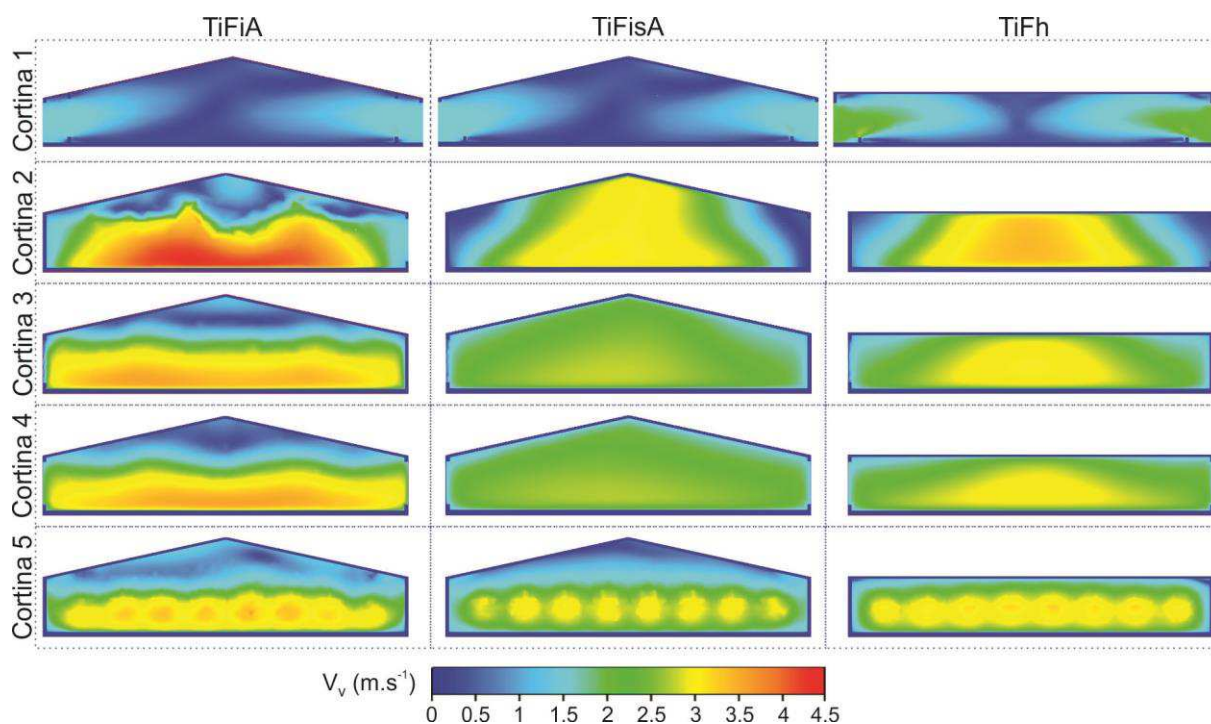 TiFiA TiFisA TiFh
Cortina 1
Cortina 2
Cortina 3
Cortina 4
Cortina 5
Vᵥ (m.s⁻¹)
0 0.5 1 1.5 2 2.5 3 3.5 4 4.5